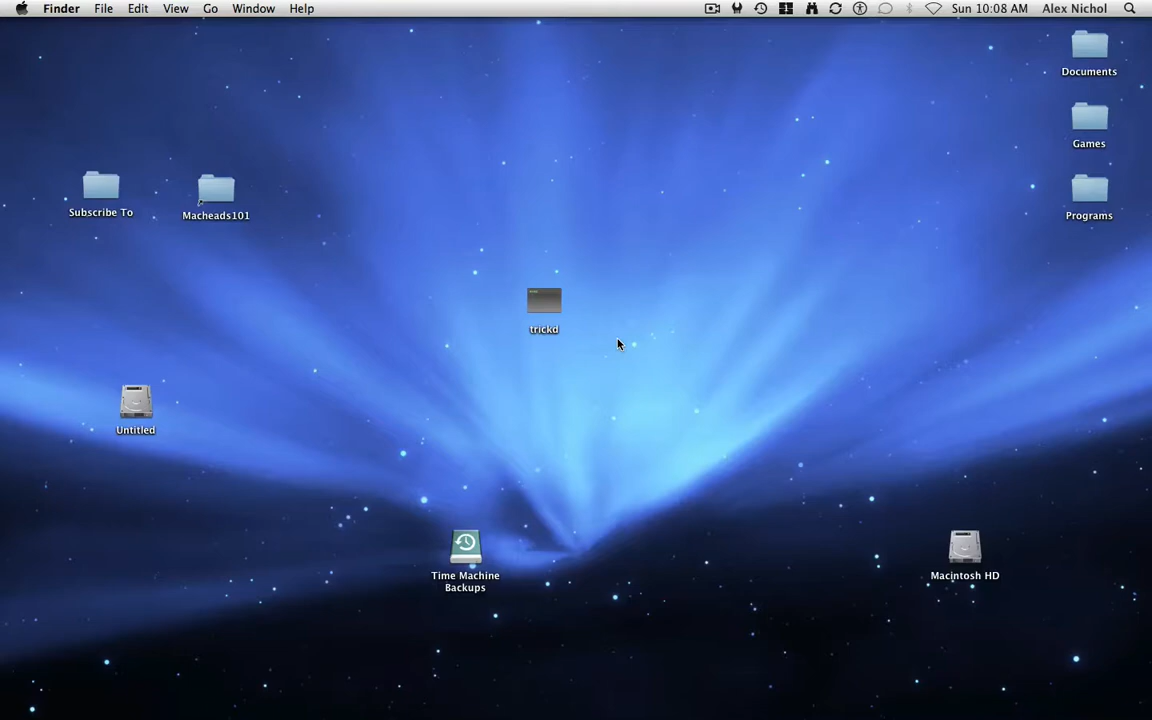 Finder File Edit View Go Window Help Sun 10:08 AM Alex Nichol
Documents
Games
Programs
Subscribe To
Macheads101
trickd
Untitled
Time Machine
Backups
Macintosh HD